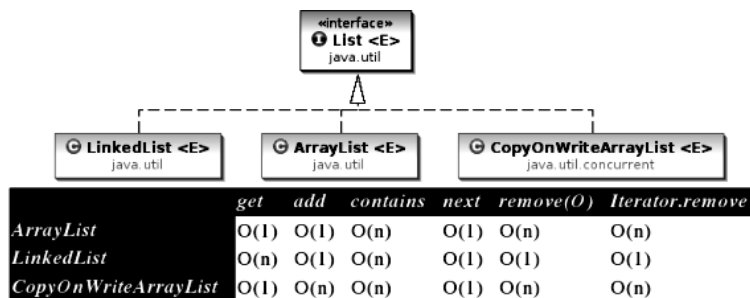 «interface»
I List <E>
java.util
C LinkedList <E>
java.util
C ArrayList <E>
java.util
C CopyOnWriteArrayList <E>
java.util.concurrent
get add contains next remove(O) Iterator.remove
ArrayList O(1) O(1) O(n) O(1) O(n) O(n)
LinkedList O(n) O(1) O(n) O(1) O(1) O(1)
CopyOnWriteArrayList O(1) O(n) O(n) O(1) O(n) O(n)